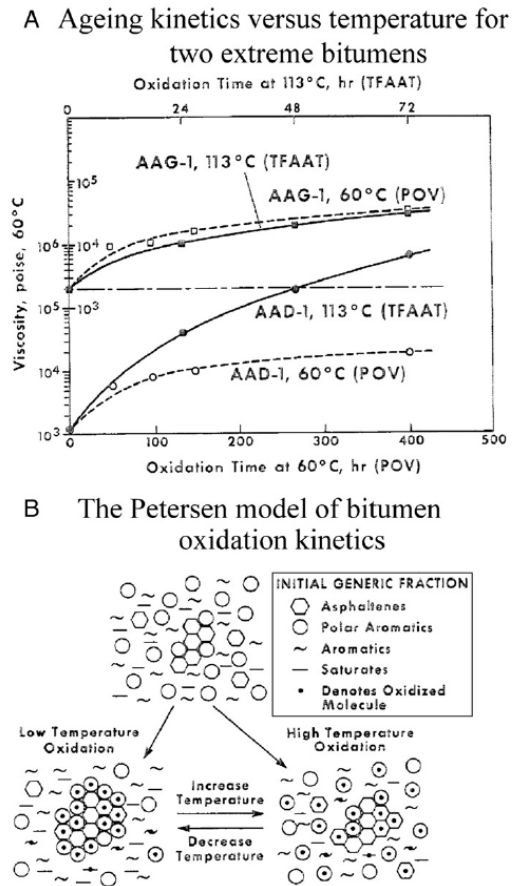 A Ageing kinetics versus temperature for
two extreme bitumens
Oxidation Time at 113°C, hr (TFAAT)
0 24 48 72
AAG-1, 113°C (TFAAT)
AAG-1, 60°C (POV)
AAD-1, 113°C (TFAAT)
AAD-1, 60°C (POV)
Viscosity, poise, 60°C
10⁵
10⁶ 10⁴
10⁵ 10³
10⁴
10³
0 100 200 300 400 500
Oxidation Time at 60°C, hr (POV)
B The Petersen model of bitumen
oxidation kinetics
INITIAL GENERIC FRACTION
Asphaltenes
Polar Aromatics
Aromatics
Saturates
Denotes Oxidized
Molecule
Low Temperature
Oxidation
High Temperature
Oxidation
Increase
Temperature
Decrease
Temperature